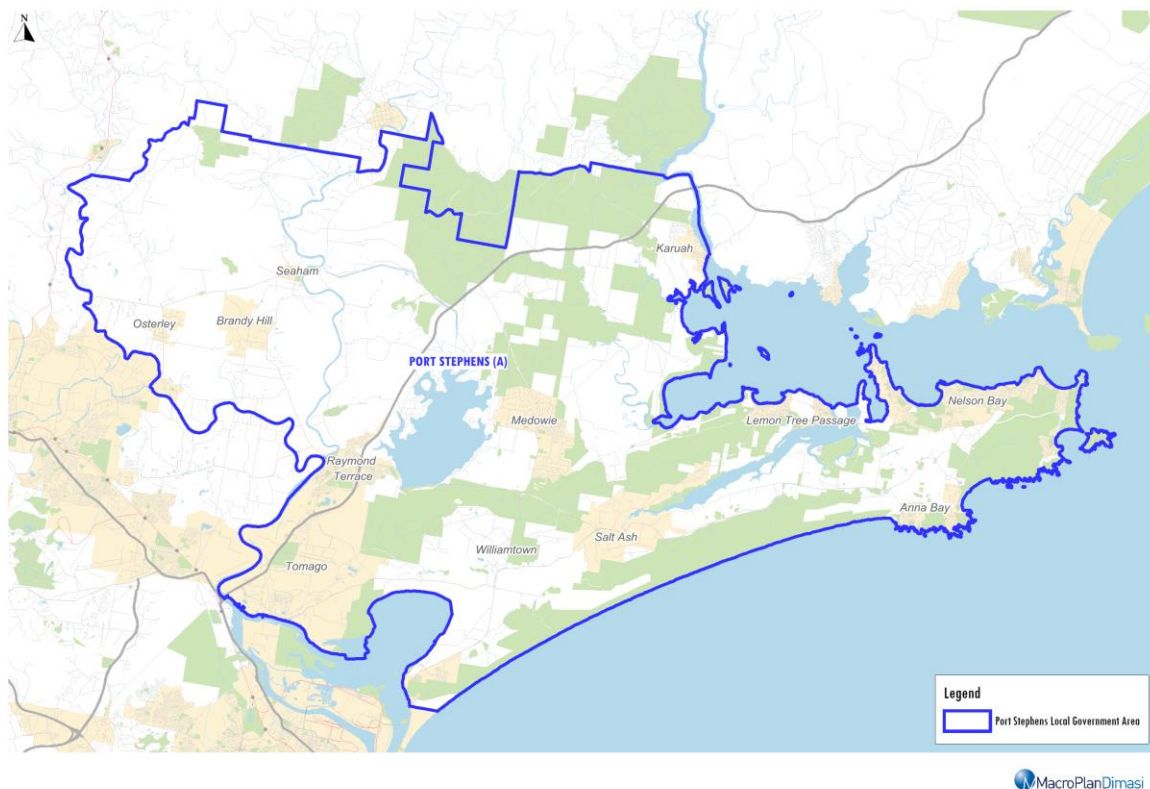 N
Karuah
Seaham
Osterley
Brandy Hill
PORT STEPHENS (A)
Nelson Bay
Medowie
Lemon Tree Passage
Raymond
Terrace
Anna Bay
Salt Ash
Williamtown
Tomago
Legend
Port Stephens Local Government Area
MacroPlanDimasi